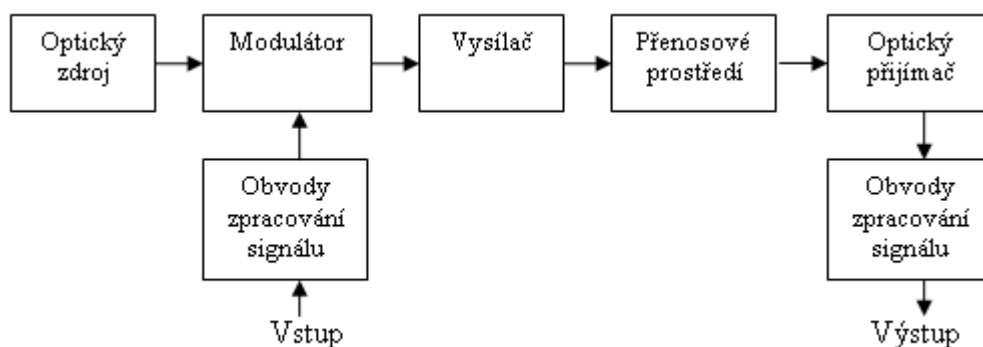 Optický
zdroj
Modulátor
Vysílač
Přenosové
prostředí
Optický
přijímač
Obvody
zpracování
signálu
Obvody
zpracování
signálu
Vstup
Výstup